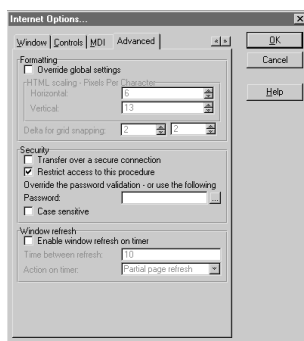 Internet Options...
Window Controls MDI Advanced
OK
Cancel
Help
Formatting
Override global settings
HTML scaling - Pixels Per Character
Horizontal: 6
Vertical: 13
Delta for grid snapping: 2 2
Security
Transfer over a secure connection
Restrict access to this procedure
Override the password validation - or use the following
Password: ...
Case sensitive
Window refresh
Enable window refresh on timer
Time between refresh: 10
Action on timer: Partial page refresh